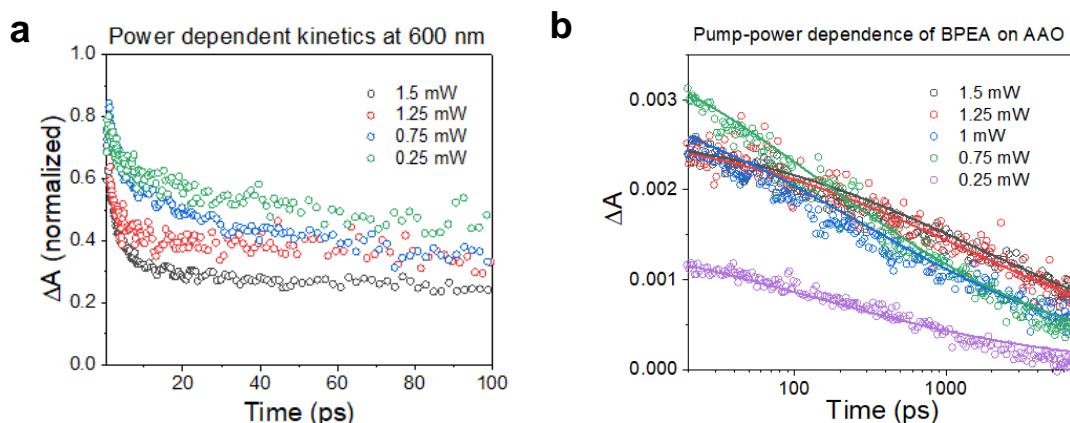 a
Power dependent kinetics at 600 nm
1.0
0.8
0.6
0.4
0.2
0.0
ΔA (normalized)
1.5 mW
1.25 mW
0.75 mW
0.25 mW
20
40
60
80
100
Time (ps)
b
Pump-power dependence of BPEA on AAO
0.003
0.002
0.001
0.000
ΔA
1.5 mW
1.25 mW
1 mW
0.75 mW
0.25 mW
100
1000
Time (ps)